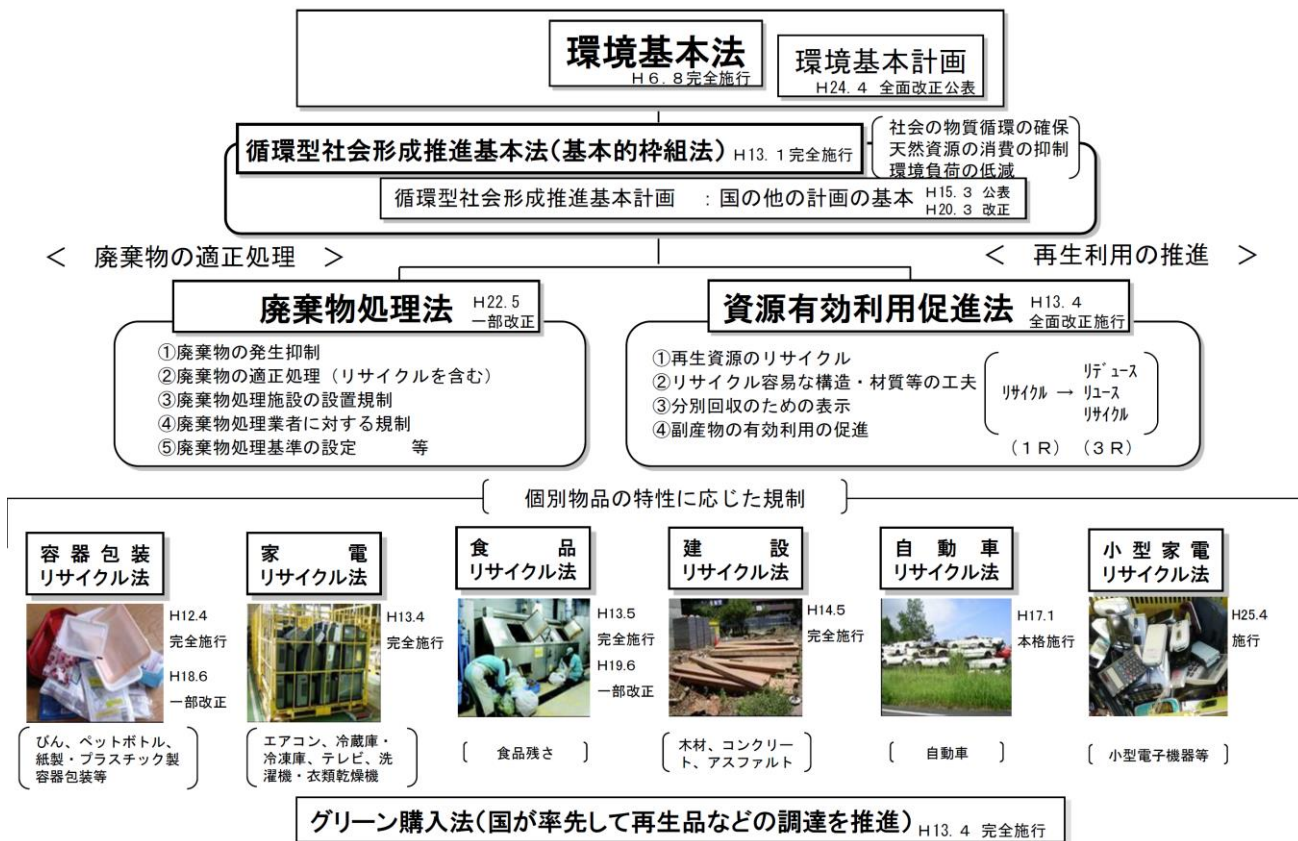 環境基本法
H6.8完全施行
環境基本計画
H24.4 全面改正公表
循環型社会形成推進基本法(基本的枠組法) H13.1完全施行
社会の物質循環の確保
天然資源の消費の抑制
環境負荷の低減
循環型社会形成推進基本計画 :国の他の計画の基本
H15.3 公表
H20.3 改正
< 廃棄物の適正処理 >
< 再生利用の推進 >
廃棄物処理法
H22.5
一部改正
①廃棄物の発生抑制
②廃棄物の適正処理(リサイクルを含む)
③廃棄物処理施設の設置規制
④廃棄物処理業者に対する規制
⑤廃棄物処理基準の設定 等
資源有効利用促進法
H13.4
全面改正施行
①再生資源のリサイクル
②リサイクル容易な構造・材質等の工夫
③分別回収のための表示
④副産物の有効利用の促進
リデュース
リサイクル → リユース
リサイクル
(1R) (3R)
個別物品の特性に応じた規制
容器包装
リサイクル法
H12.4
完全施行
H18.6
一部改正
びん、ペットボトル、
紙製・プラスチック製
容器包装等
家電
リサイクル法
H13.4
完全施行
エアコン、冷蔵庫・
冷凍庫、テレビ、洗
濯機・衣類乾燥機
食品
リサイクル法
H13.5
完全施行
H19.6
一部改正
食品残さ
建設
リサイクル法
H14.5
完全施行
木材、コンクリー
ト、アスファルト
自動車
リサイクル法
H17.1
本格施行
自動車
小型家電
リサイクル法
H25.4
施行
小型電子機器等
グリーン購入法(国が率先して再生品などの調達を推進) H13.4 完全施行